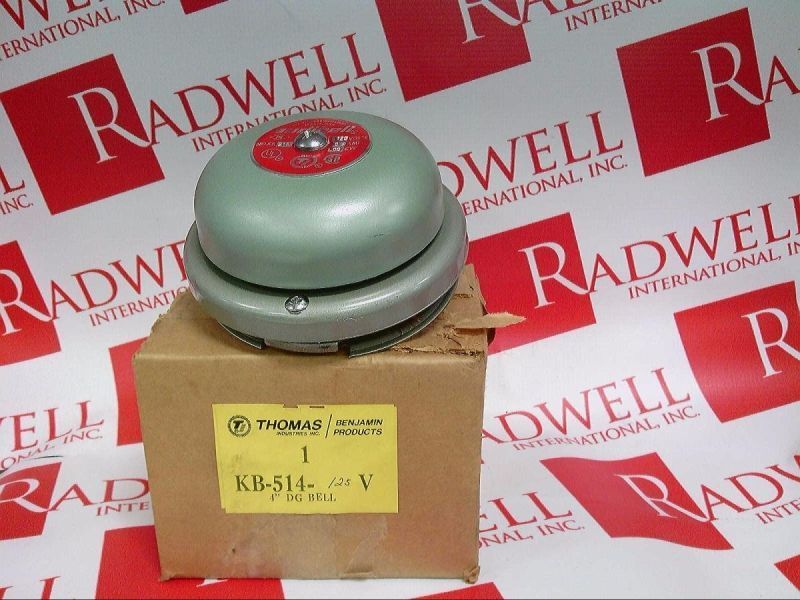 RADWELL
INTERNATIONAL, INC.
THOMAS
INDUSTRIES INC.
BENJAMIN
PRODUCTS
1
KB-514- 125 V
4" DG BELL